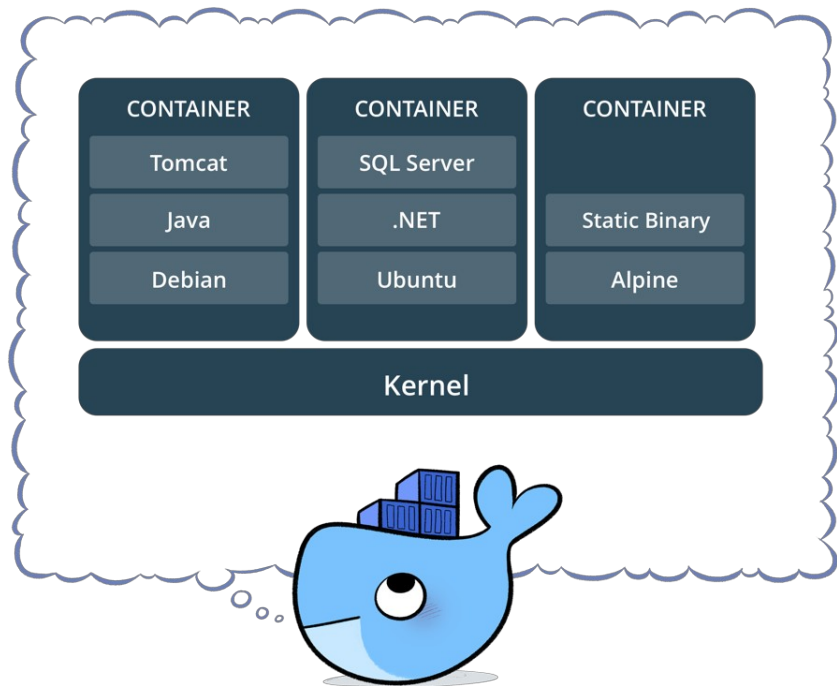 CONTAINER
Tomcat
Java
Debian
CONTAINER
SQL Server
.NET
Ubuntu
CONTAINER
Static Binary
Alpine
Kernel